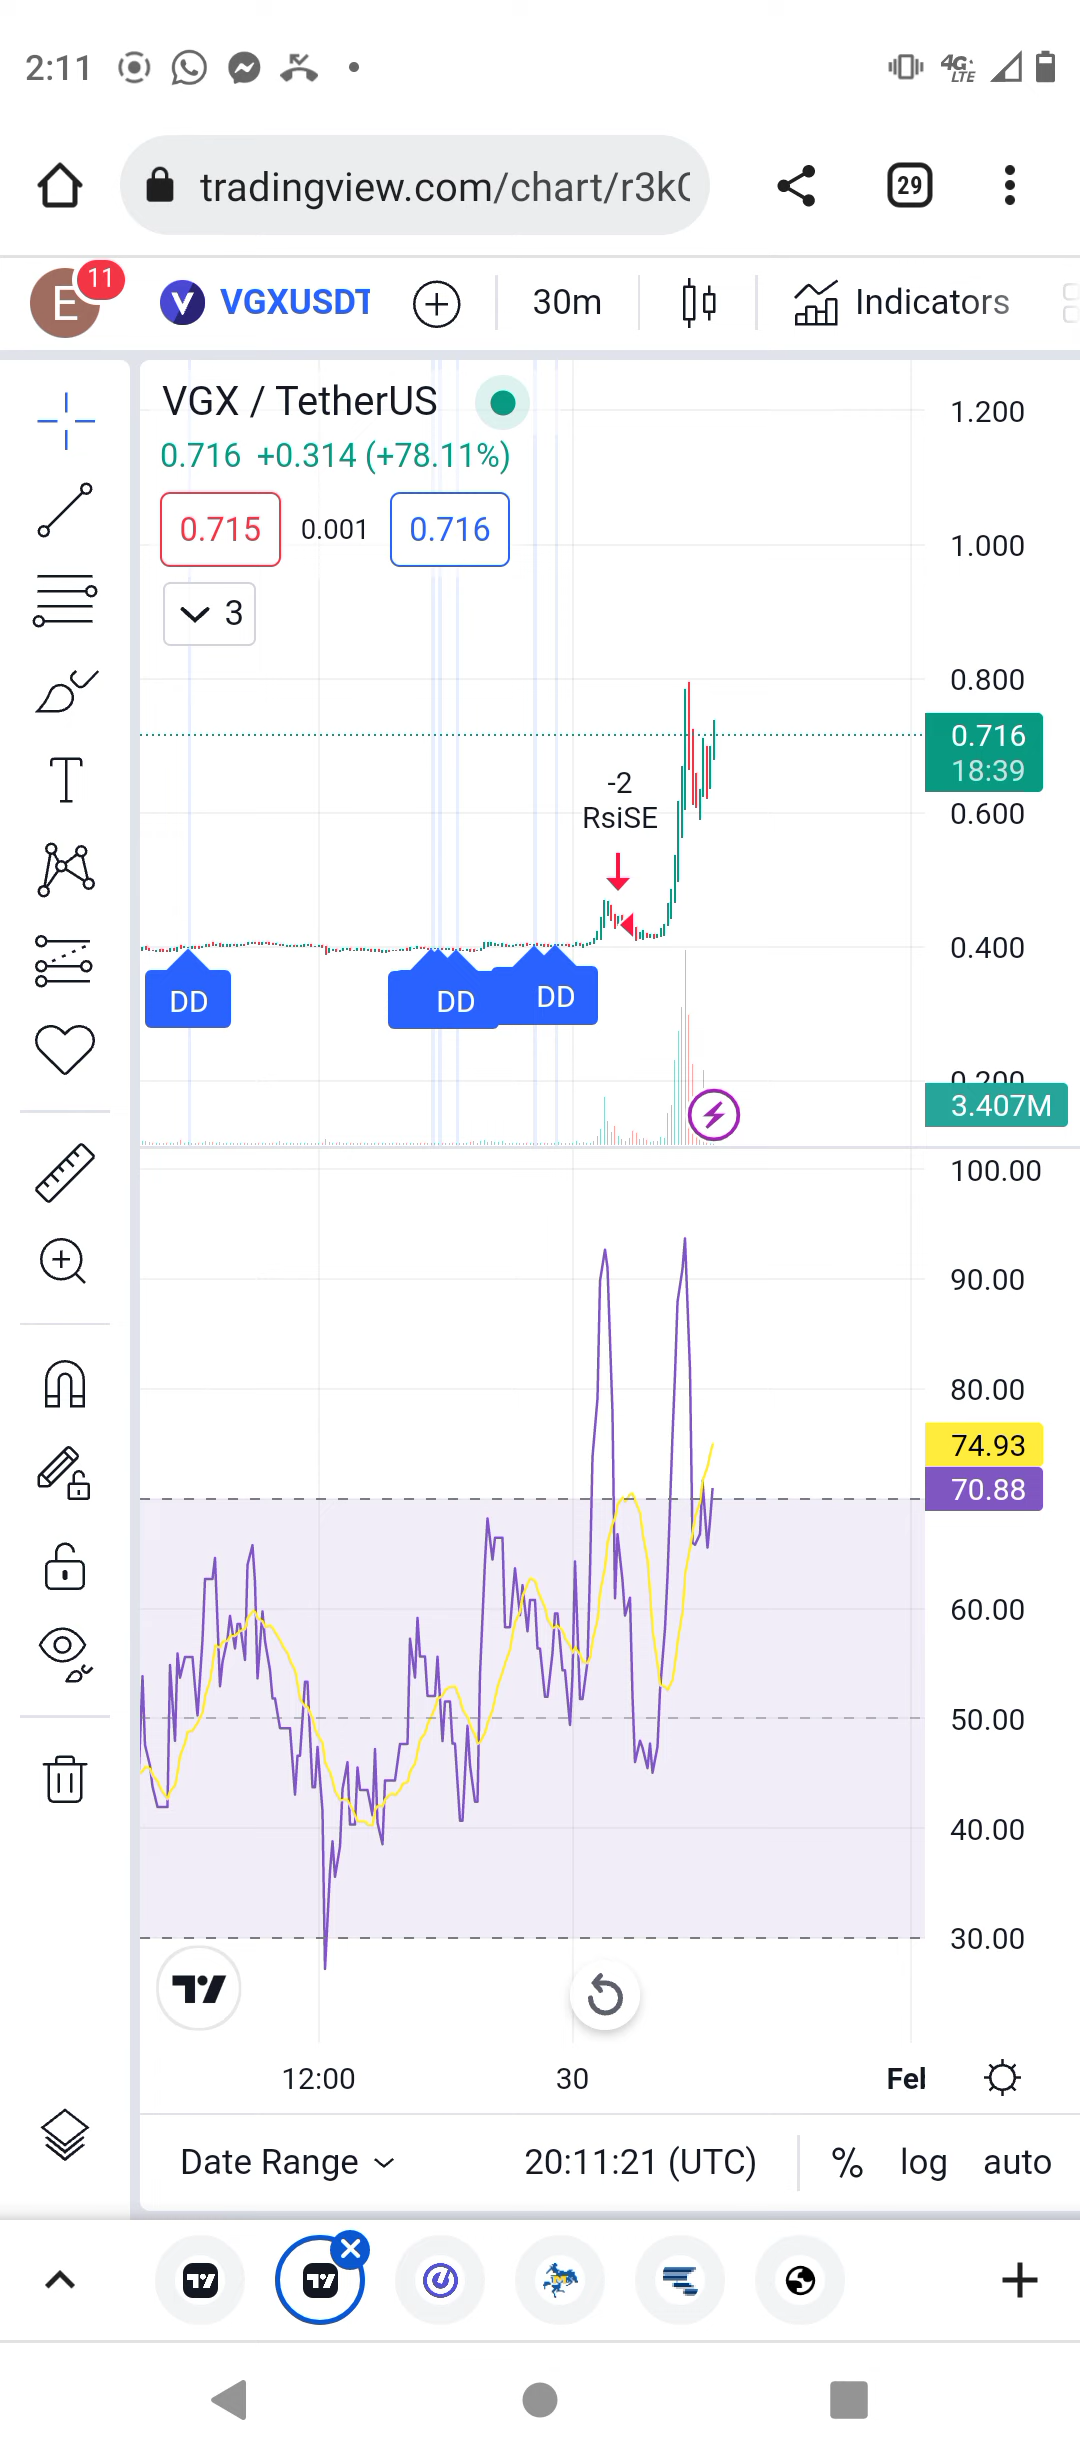 2:11
4G LTE
tradingview.com/chart/r3k
29
E
11
VGXUSDT
30m
Indicators
VGX / TetherUS
0.716 +0.314 (+78.11%)
0.715
0.001
0.716
3
1.200
1.000
0.800
0.716
18:39
0.600
0.400
0.200
3.407M
-2
RsiSE
DD
DD
DD
100.00
90.00
80.00
74.93
70.88
60.00
50.00
40.00
30.00
12:00
30
Feb
Date Range
20:11:21 (UTC)
%
log
auto